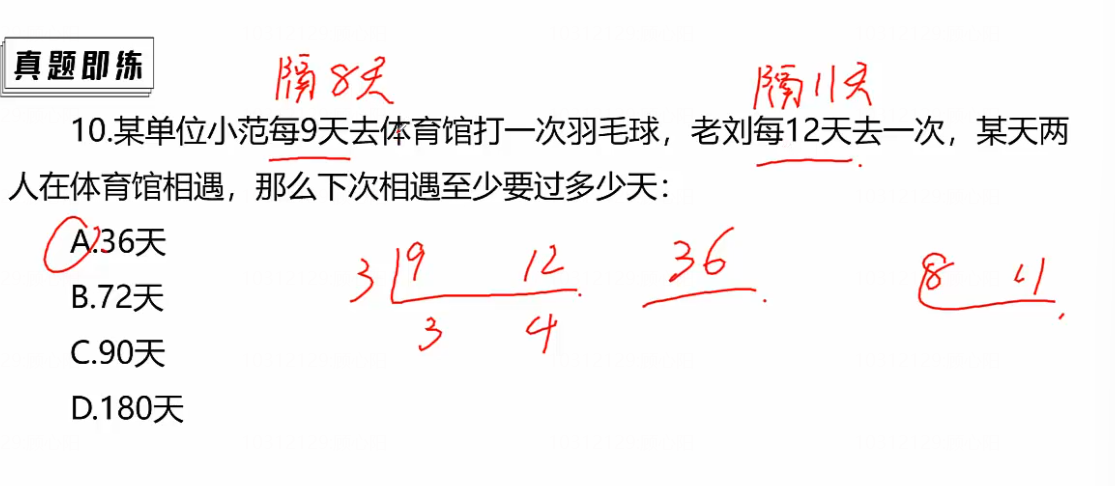 真题即练
隔8天 隔11天
10.某单位小范每9天去体育馆打一次羽毛球，老刘每12天去一次，某天两
人在体育馆相遇，那么下次相遇至少要过多少天：
A.36天
3 9 12 36 8 11
B.72天
3 4
C.90天
D.180天